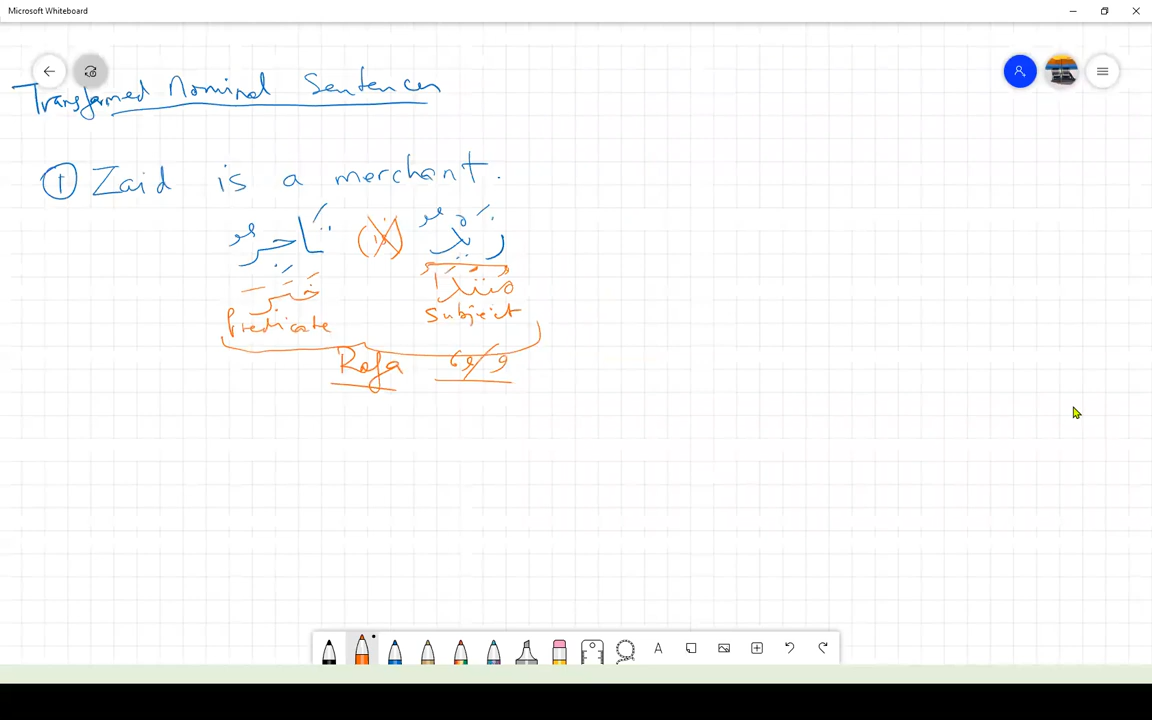 Microsoft Whiteboard
Transformed Nominal Sentences
① Zaid is a merchant.
زَيْدٌ (is) تَاجِرٌ
مُبْتَدَأ خَبَر
Predicate Subject
Rafa